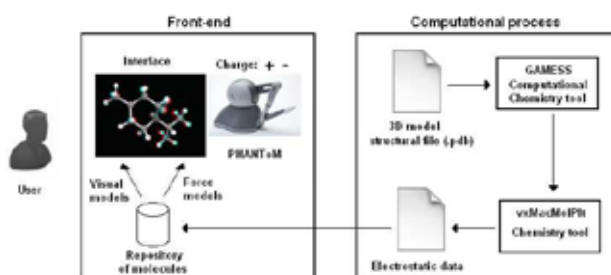 Front-end
Computational process
Interface
Charge: + -
PHANToM
User
Visual
models
Force
models
Repository
of molecules
3D model
structural file (.pdb)
GAMESS
Computational
Chemistry tool
wxMacMolPlt
Chemistry tool
Electrostatic data